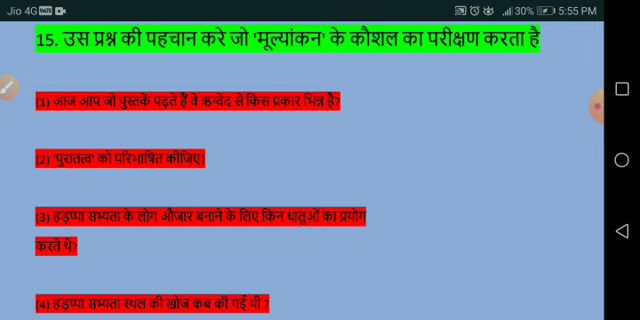 Jio 4G VoLTE 30% 5:55 PM
15. उस प्रश्न की पहचान करे जो 'मूल्यांकन' के कौशल का परीक्षण करता है
(1) आज आप जो पुस्तकें पढ़ते हैं वे ऋग्वेद से किस प्रकार भिन्न है?
(2) 'पुरातत्व' को परिभाषित कीजिए।
(3) हड़प्पा सभ्यता के लोग औजार बनाने के लिए किन धातुओं का प्रयोग
करते थे?
(4) हड़प्पा सभ्यता स्थल की खोज कब की गई थी ?